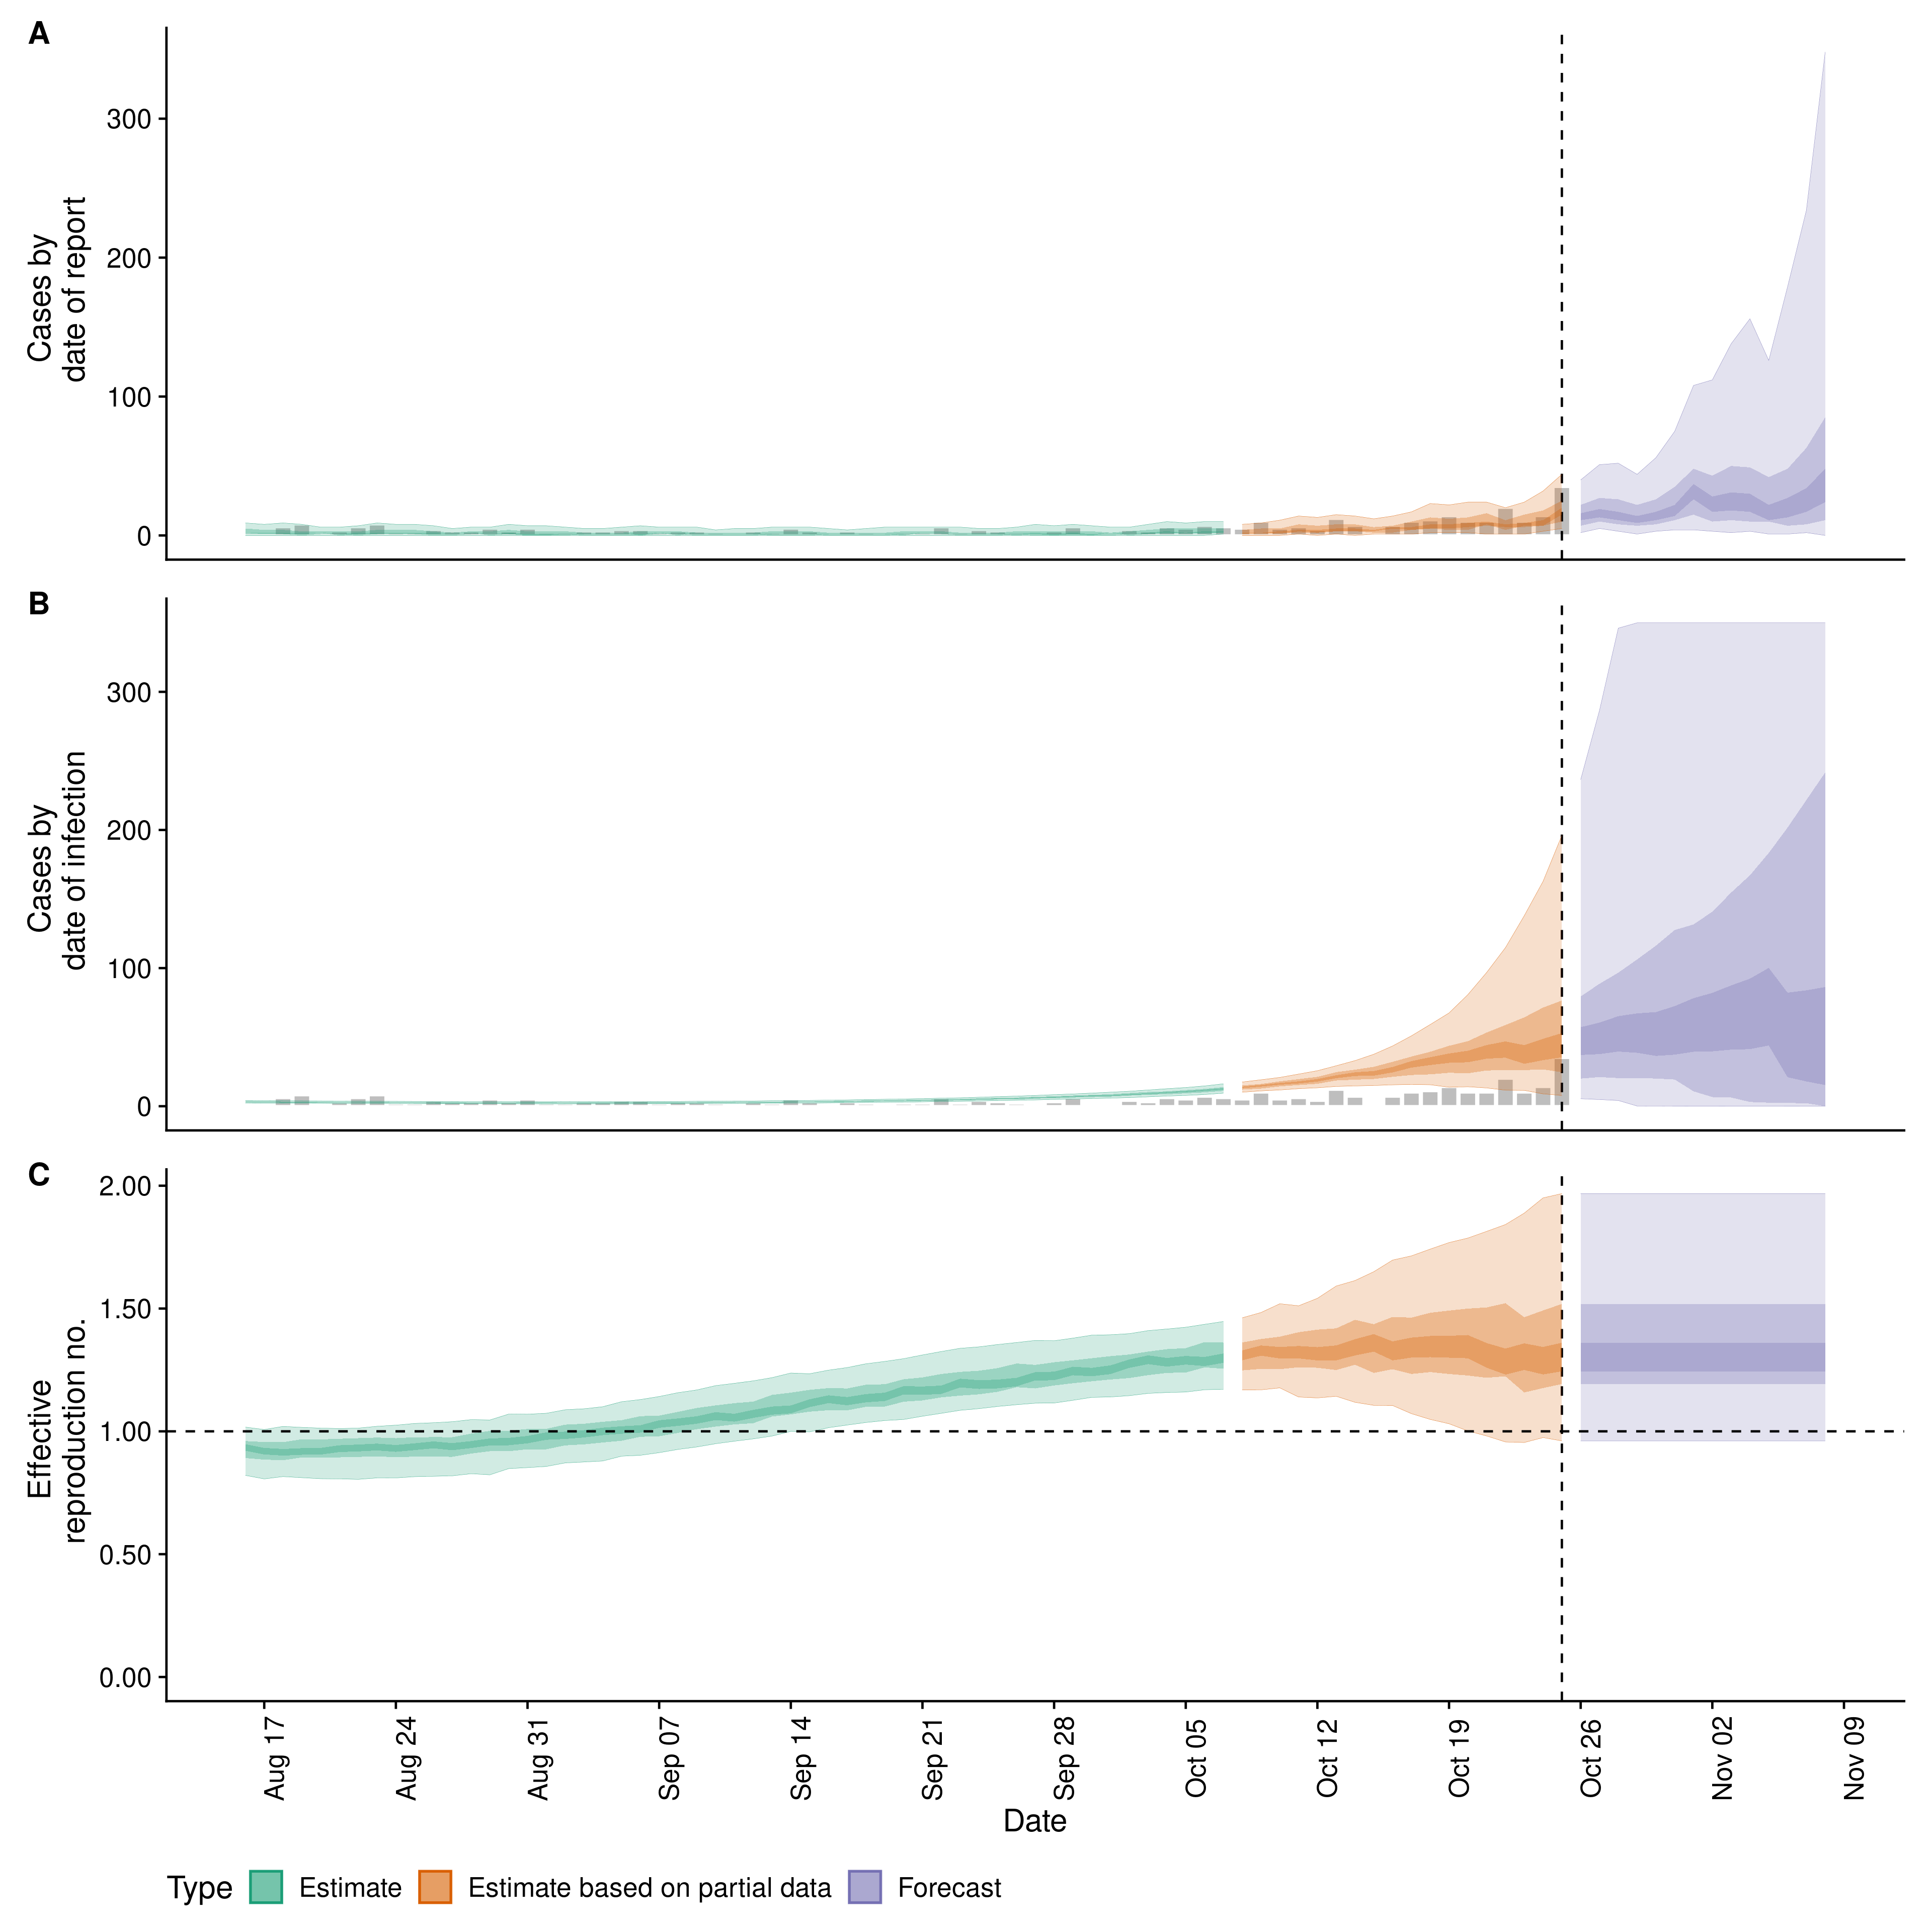 A
Cases by
date of report
300
200
100
0
B
Cases by
date of infection
300
200
100
0
C
Effective
reproduction no.
2.00
1.50
1.00
0.50
0.00
Aug 17
Aug 24
Aug 31
Sep 07
Sep 14
Sep 21
Sep 28
Oct 05
Oct 12
Oct 19
Oct 26
Nov 02
Nov 09
Date
Type Estimate Estimate based on partial data Forecast